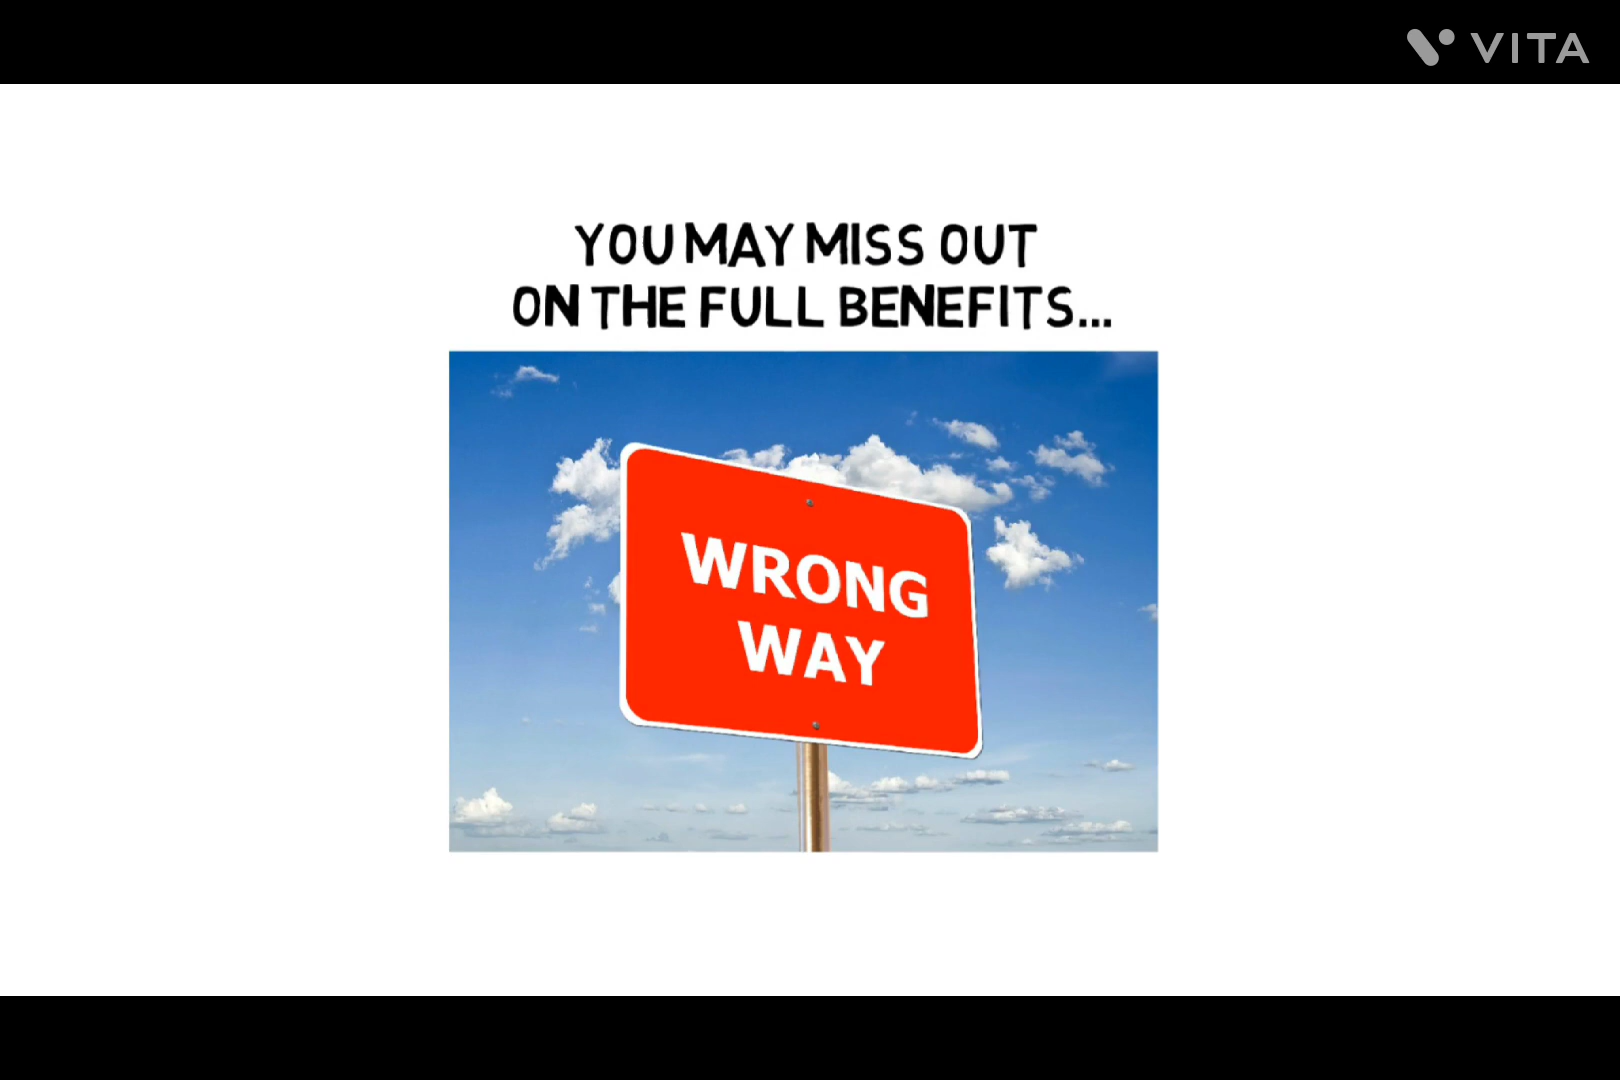 VITA
YOU MAY MISS OUT
ON THE FULL BENEFITS...
WRONG
WAY